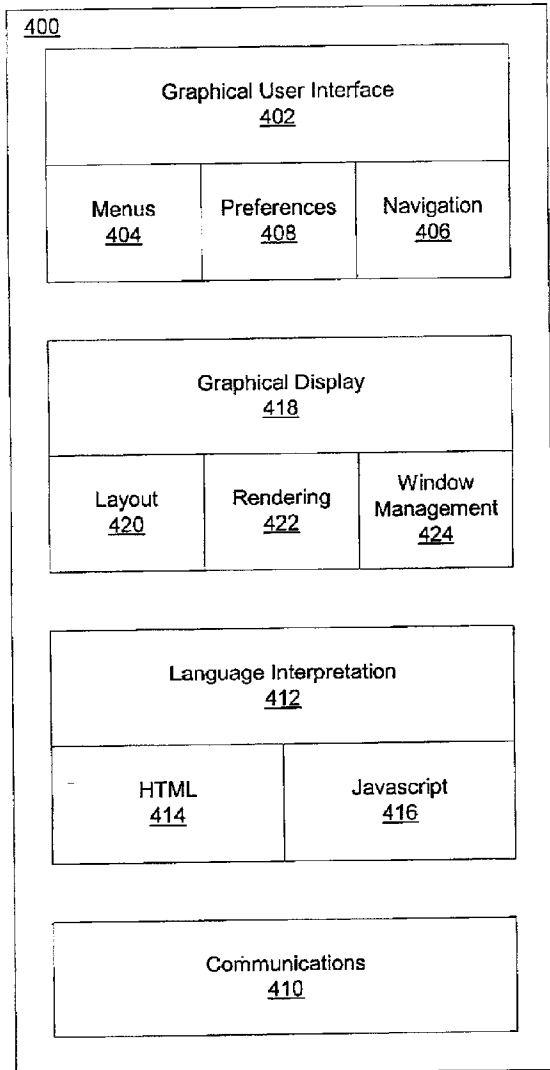 400
Graphical User Interface
402
Menus
404
Preferences
408
Navigation
406
Graphical Display
418
Layout
420
Rendering
422
Window
Management
424
Language Interpretation
412
HTML
414
Javascript
416
Communications
410